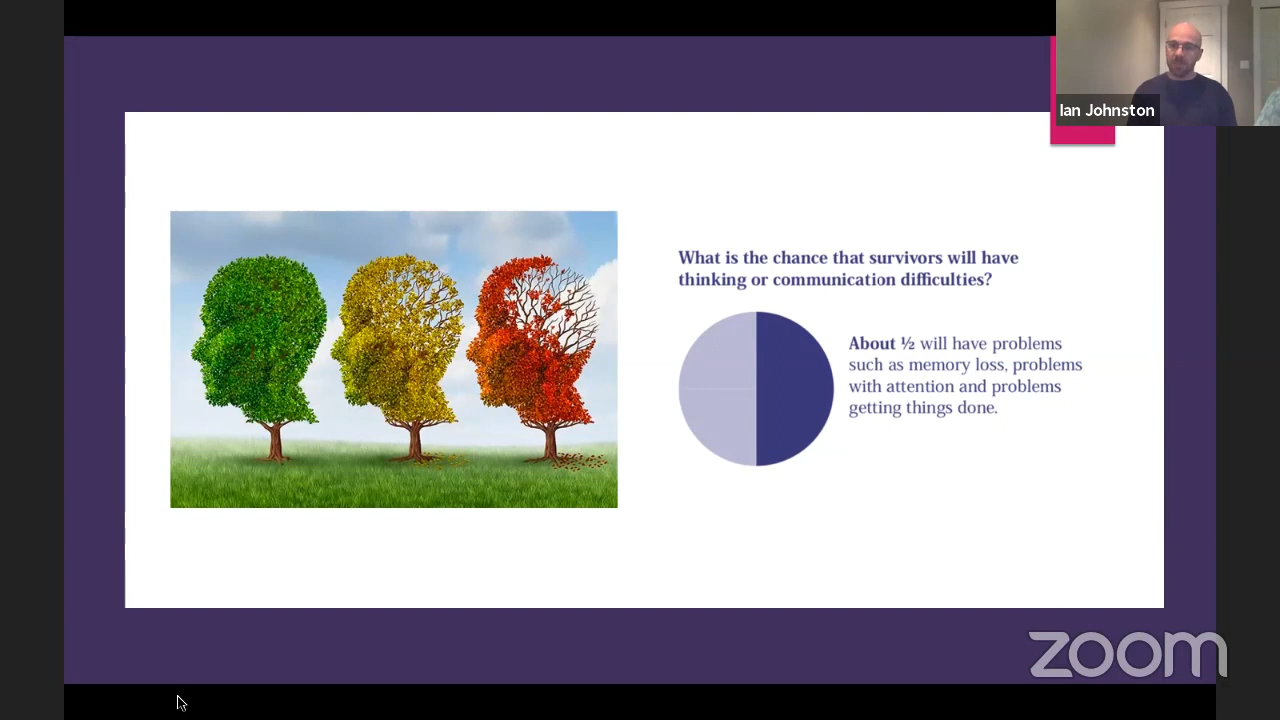 Ian Johnston
What is the chance that survivors will have
thinking or communication difficulties?
About ½ will have problems
such as memory loss, problems
with attention and problems
getting things done.
zoom